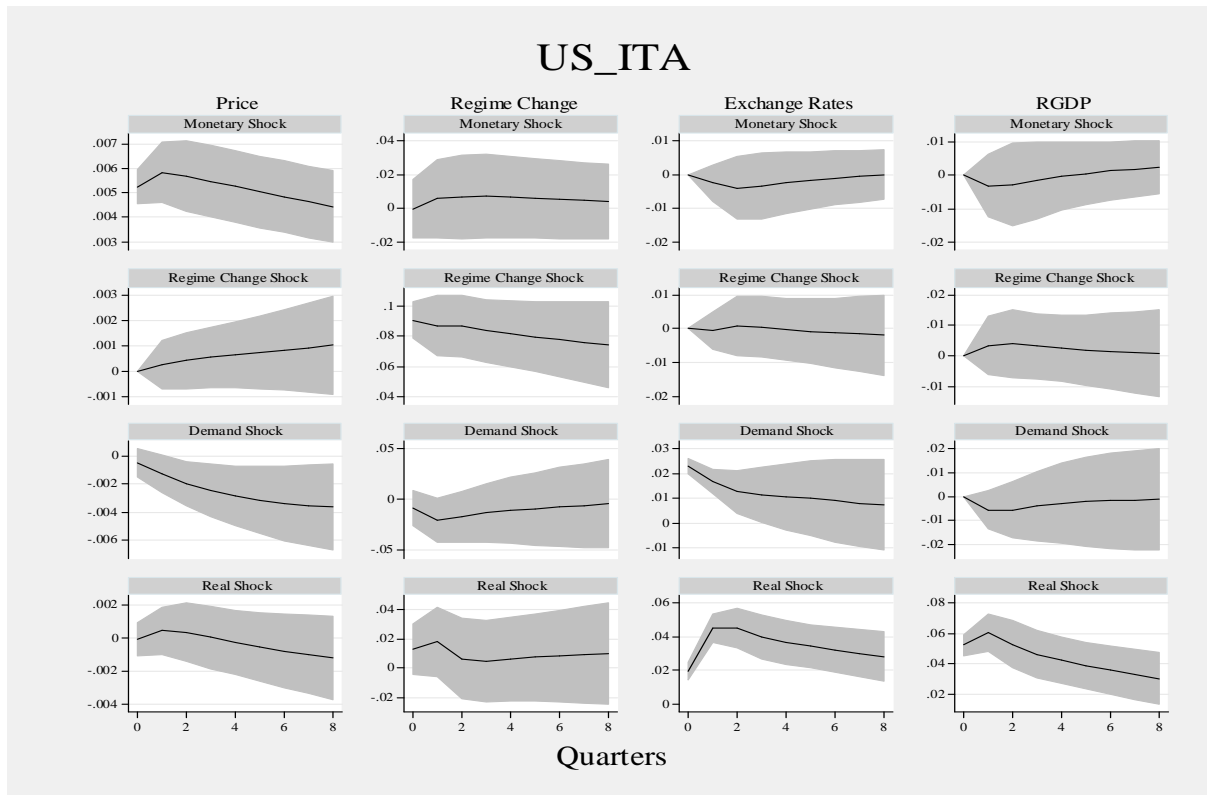 US_ITA
Price Regime Change Exchange Rates RGDP
Monetary Shock Monetary Shock Monetary Shock Monetary Shock
.007 .04 .01 .01
.006 .02 0 0
.005 0 -.01 -.01
.004 -.02 -.02 -.02
.003
Regime Change Shock Regime Change Shock Regime Change Shock Regime Change Shock
.003 .1 .01 .02
.002 .08 0 .01
.001 .06 -.01 0
0 .04 -.02 -.01
-.001
Demand Shock Demand Shock Demand Shock Demand Shock
0 .05 .03 .02
-.002 0 .02 .01
-.004 -.05 .01 0
-.006 0 -.01
-.01 -.02
Real Shock Real Shock Real Shock Real Shock
.002 .04 .06 .08
0 .02 .04 .06
-.002 0 .02 .04
-.004 -.02 0 .02
0 2 4 6 8 0 2 4 6 8 0 2 4 6 8 0 2 4 6 8
Quarters